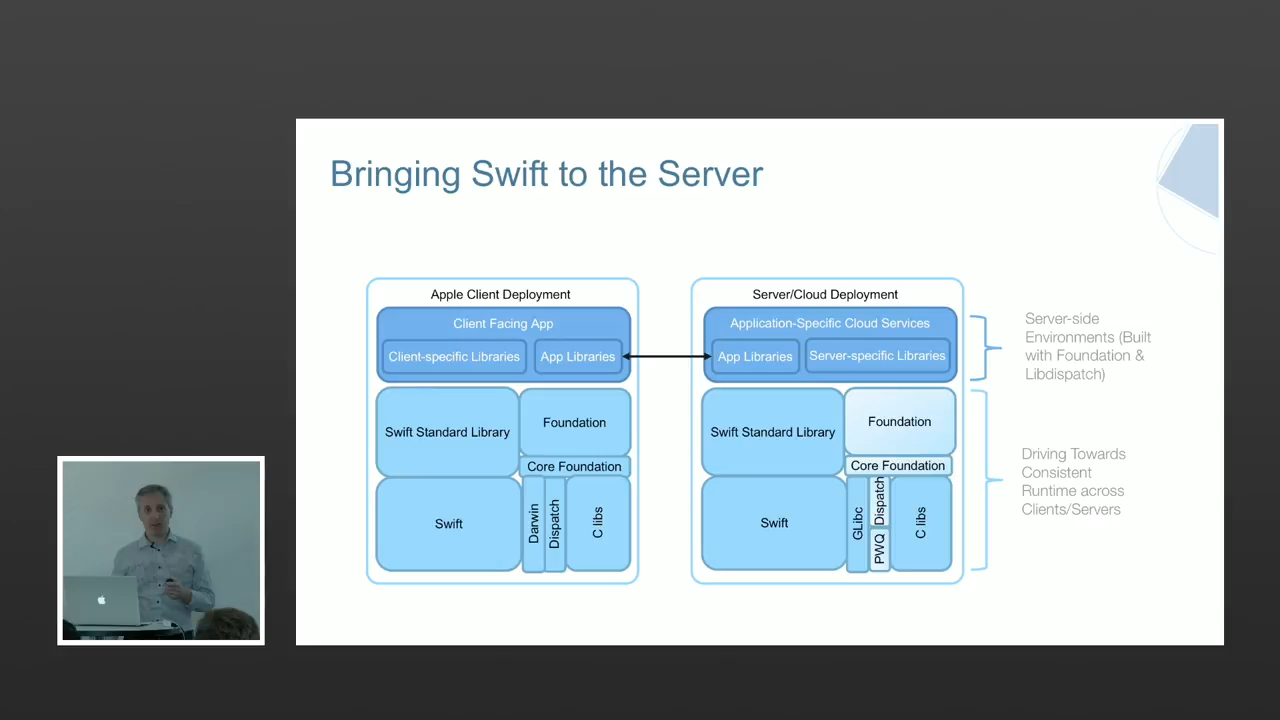 Bringing Swift to the Server
Apple Client Deployment
Client Facing App
Client-specific Libraries
App Libraries
Swift Standard Library
Foundation
Core Foundation
Swift
Darwin
Dispatch
C libs
Server/Cloud Deployment
Application-Specific Cloud Services
App Libraries
Server-specific Libraries
Swift Standard Library
Foundation
Core Foundation
Swift
GLibc
Dispatch
PWQ
C libs
Server-side
Environments (Built
with Foundation &
Libdispatch)
Driving Towards
Consistent
Runtime across
Clients/Servers